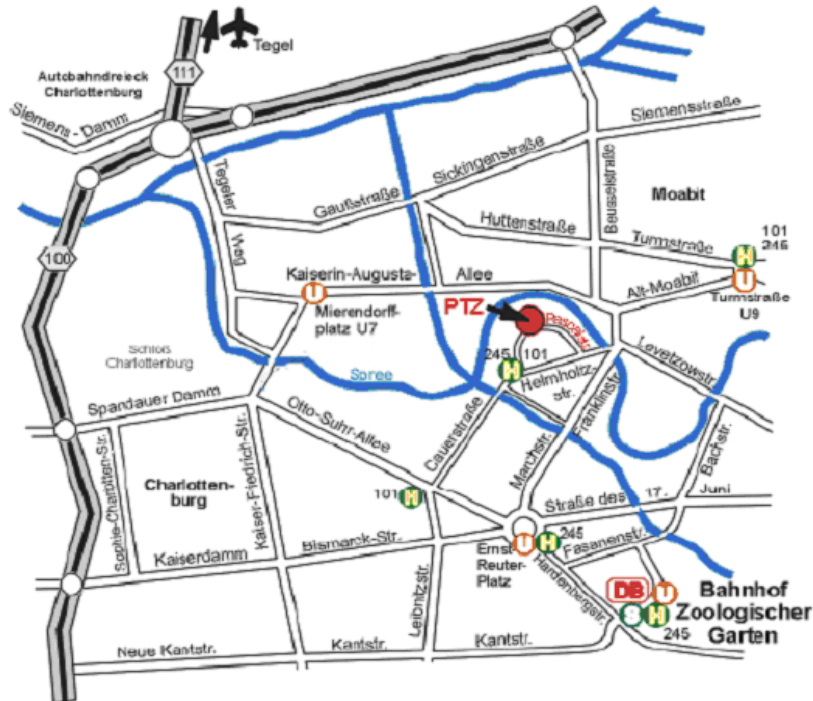 Tegel
111
Autobahndreieck
Charlottenburg
Siemens-Damm
Siemensstraße
Sickingenstraße
Tegeler
Weg
Gaußstraße
Beusselstraße
Moabit
Huttenstraße
Turmstraße
101
245
H
100
Kaiserin-Augusta-
Allee
Alt-Moabit
U
U
Mierendorff-
platz U7
PTZ
Turmstraße
U9
Schloß
Charlottenburg
245
101
H
Helmholtz-
str.
Levetzowstr.
Spree
Spandauer Damm
Otto-Suhr-Allee
Cauerstraße
Franklinstr.
Marchstr.
Bachstr.
Sophie-Charlotten-Str.
Kaiser-Friedrich-Str.
Charlotten-
burg
101
H
Straße des 17.
Juni
Bismarck-Str.
Kaiserdamm
Ernst-
Reuter-
Platz
U
H
245
Fasanenstr.
Hardenbergstr.
Leibnitzstr.
DB
U
S
H
245
Bahnhof
Zoologischer
Garten
Neue Kantstr.
Kantstr.
Kantstr.